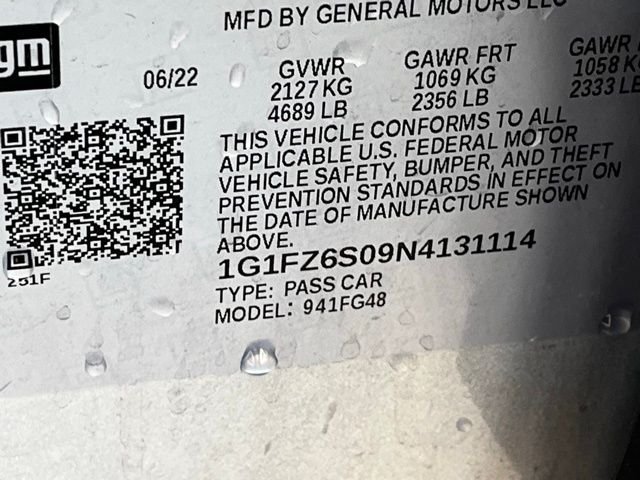 MFD BY GENERAL MOTORS LLC
gm
06/22
GVWR GAWR FRT GAWR
2127 KG 1069 KG 1058
4689 LB 2356 LB 2333
THIS VEHICLE CONFORMS TO ALL
APPLICABLE U.S. FEDERAL MOTOR
VEHICLE SAFETY, BUMPER, AND THEFT
PREVENTION STANDARDS IN EFFECT ON
THE DATE OF MANUFACTURE SHOWN
ABOVE.
251F
1G1FZ6S09N4131114
TYPE: PASS CAR
MODEL: 941FG48